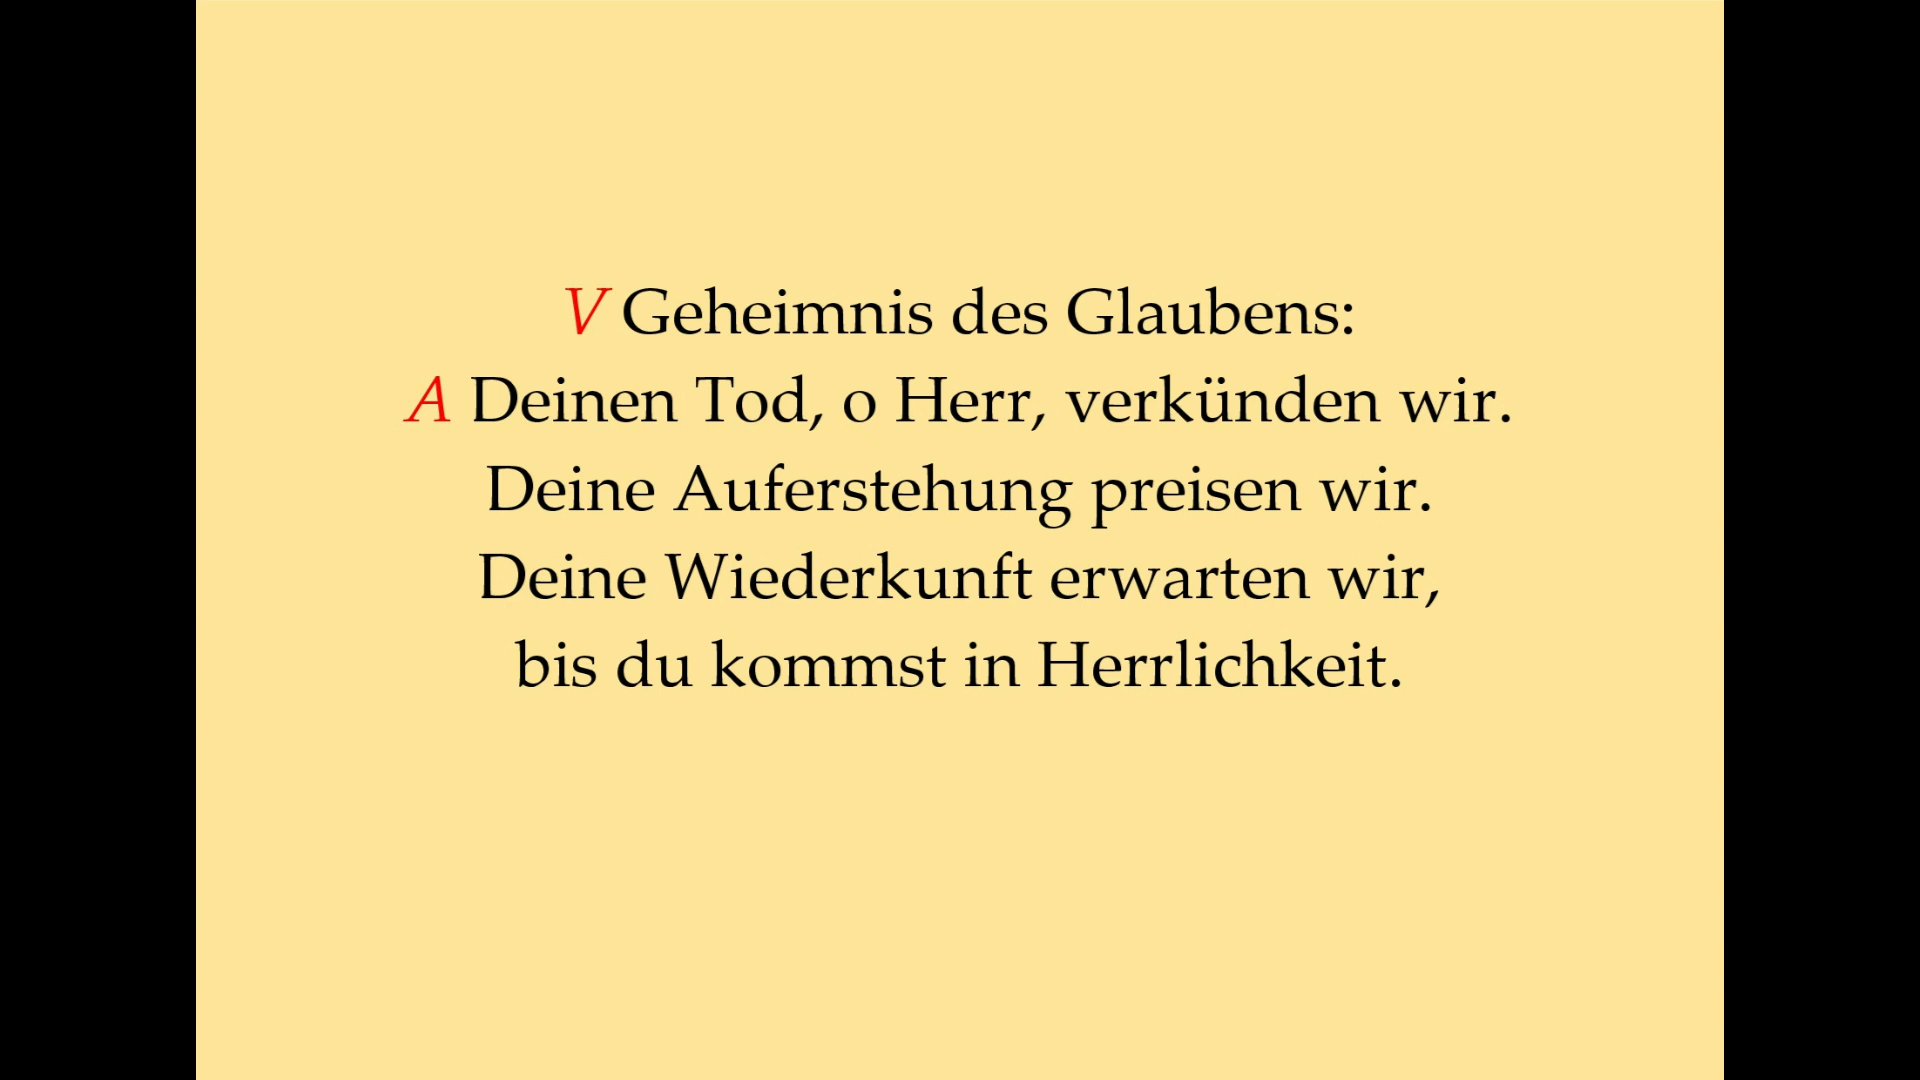 V Geheimnis des Glaubens:
A Deinen Tod, o Herr, verkünden wir.
Deine Auferstehung preisen wir.
Deine Wiederkunft erwarten wir,
bis du kommst in Herrlichkeit.